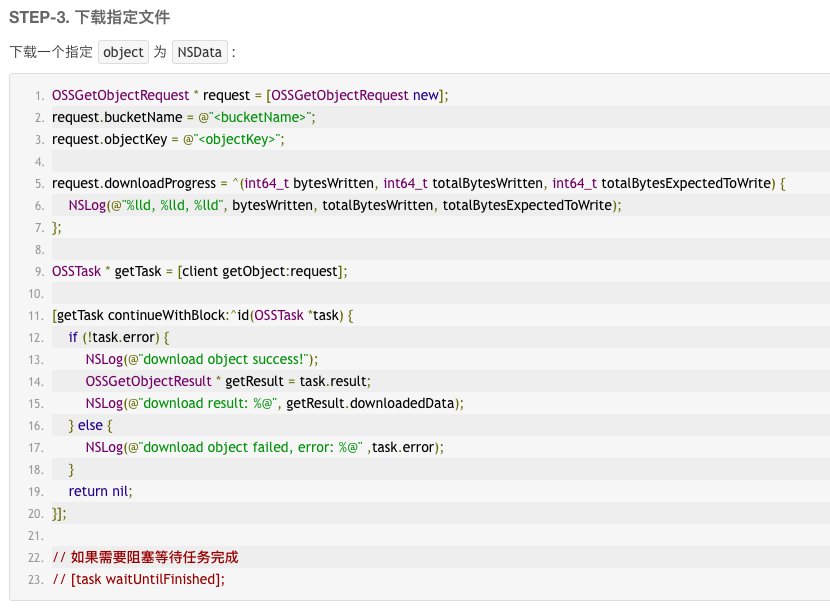 STEP-3. 下载指定文件
下载一个指定 object 为 NSData :
1. OSSGetObjectRequest * request = [OSSGetObjectRequest new];
2. request.bucketName = @"<bucketName>";
3. request.objectKey = @"<objectKey>";
4.
5. request.downloadProgress = ^(int64_t bytesWritten, int64_t totalBytesWritten, int64_t totalBytesExpectedToWrite) {
6. NSLog(@"%lld, %lld, %lld", bytesWritten, totalBytesWritten, totalBytesExpectedToWrite);
7. };
8.
9. OSSTask * getTask = [client getObject:request];
10.
11. [getTask continueWithBlock:^id(OSSTask *task) {
12. if (!task.error) {
13. NSLog(@"download object success!");
14. OSSGetObjectResult * getResult = task.result;
15. NSLog(@"download result: %@", getResult.downloadedData);
16. } else {
17. NSLog(@"download object failed, error: %@" ,task.error);
18. }
19. return nil;
20. }];
21.
22. // 如果需要阻塞等待任务完成
23. // [task waitUntilFinished];